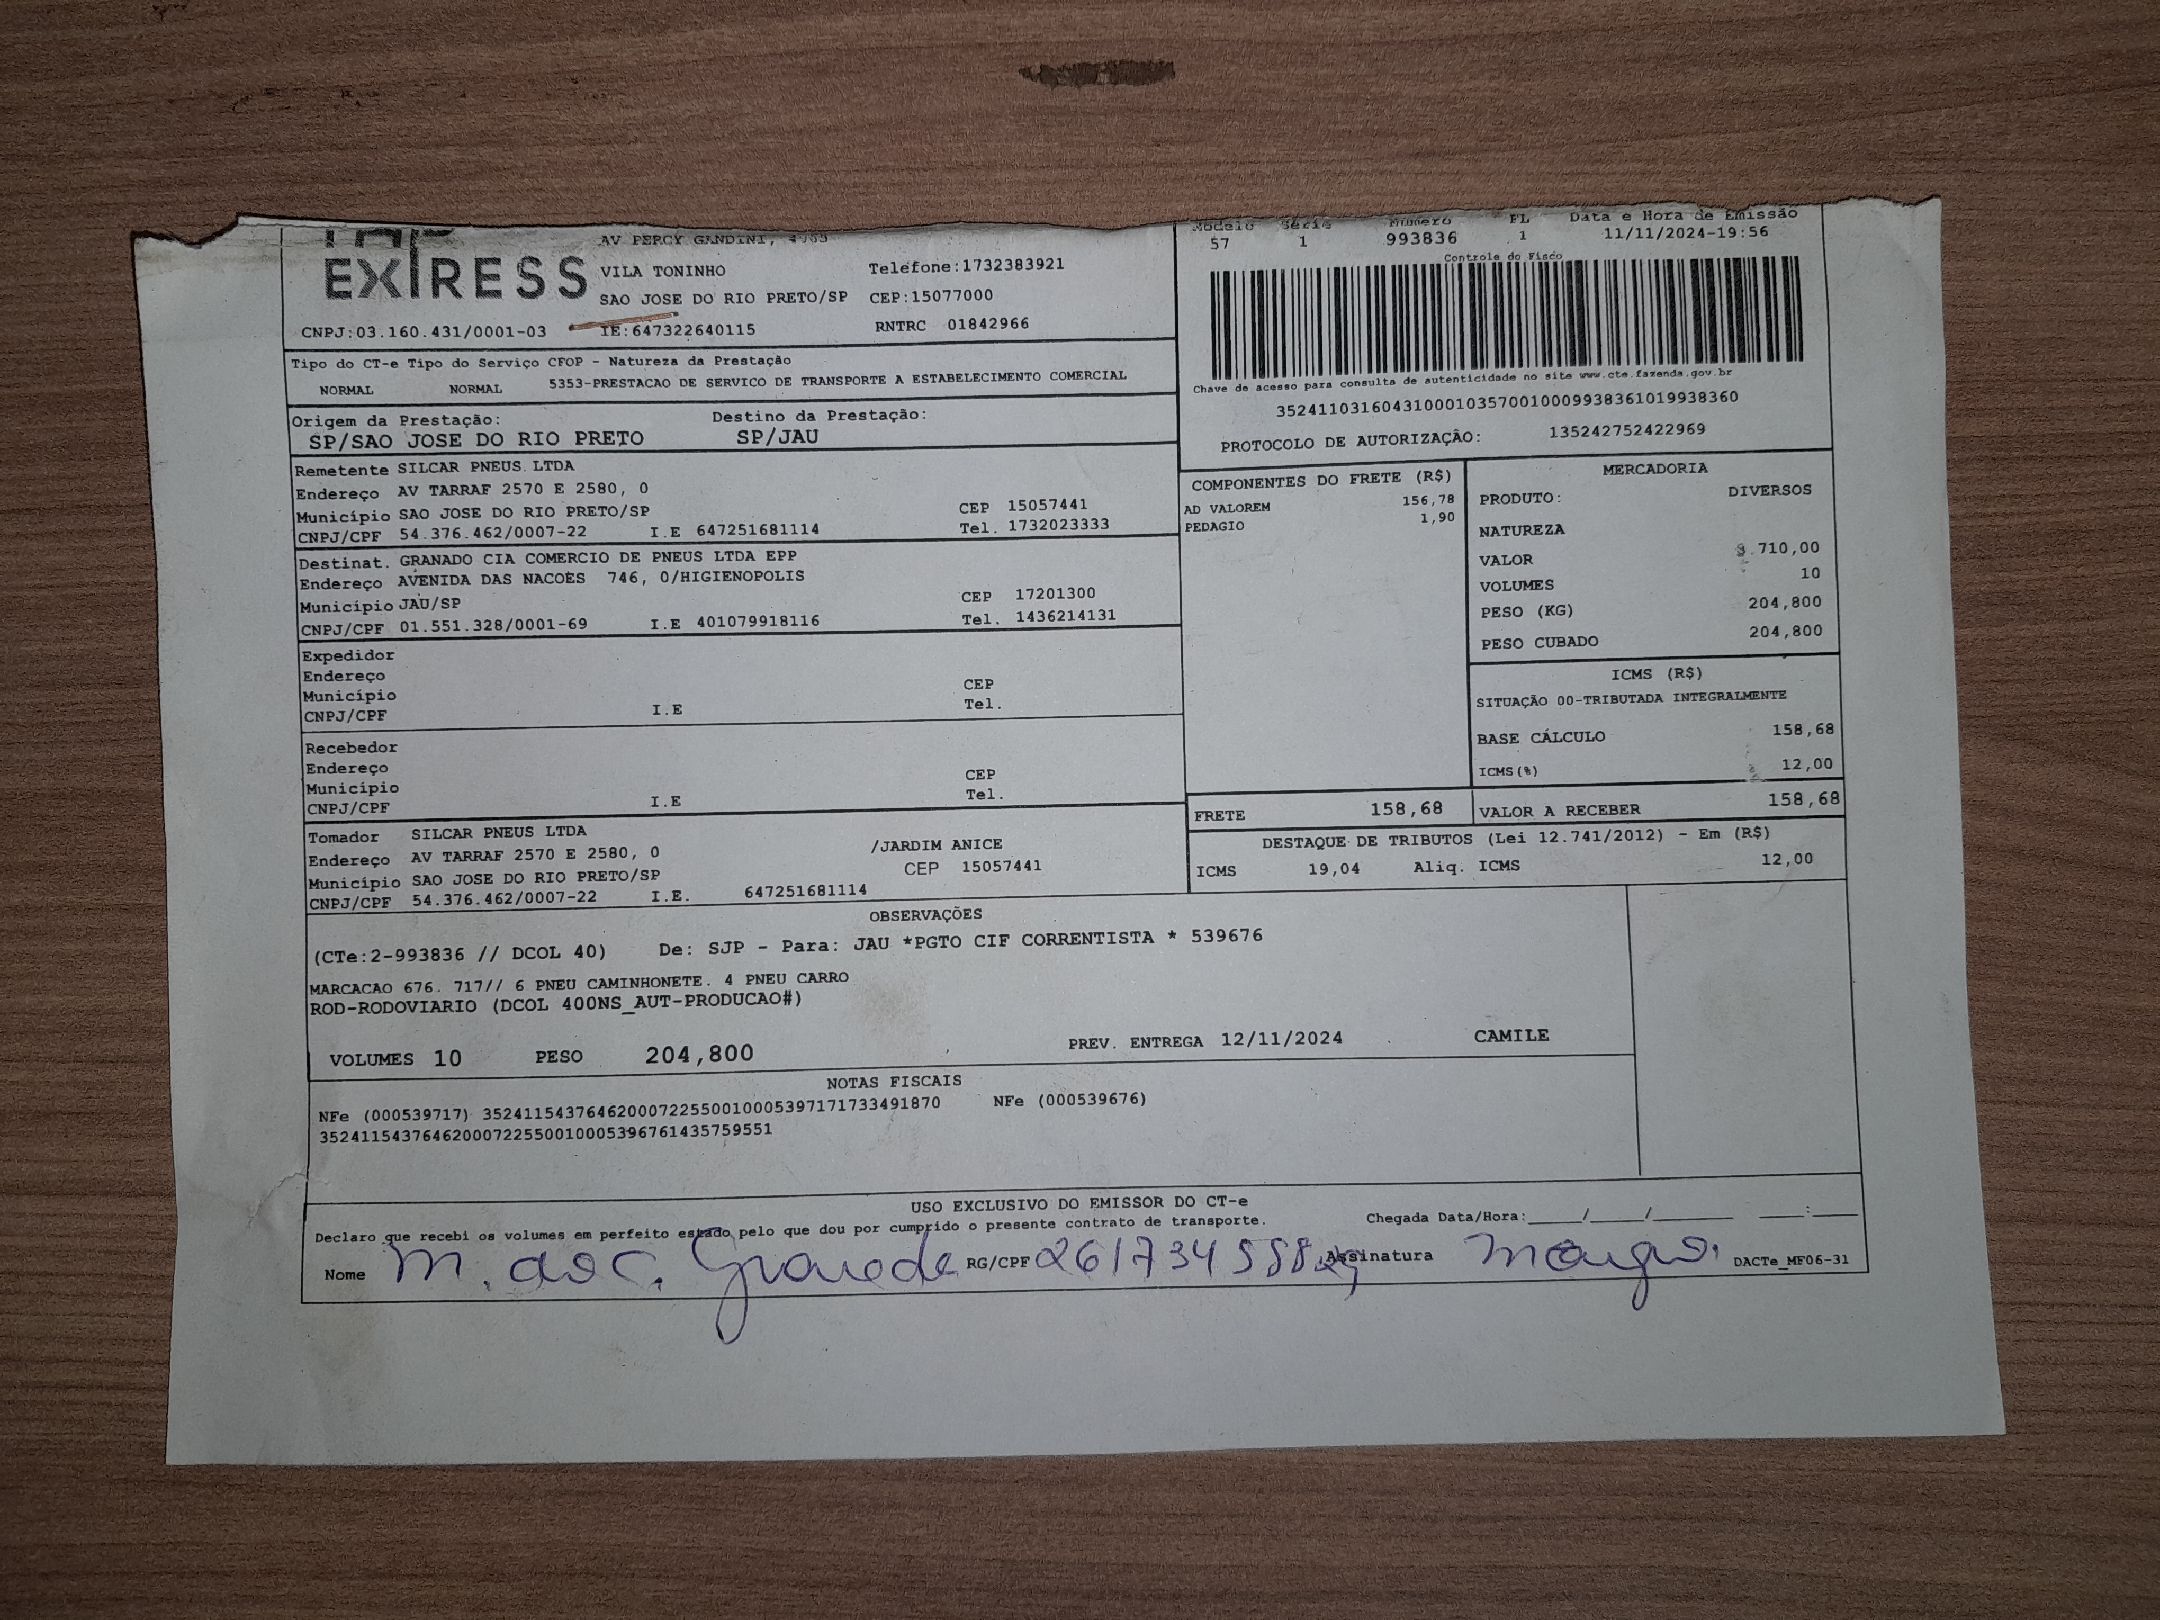 EXPRESS
AV PERCY GANDINI,
VILA TONINHO Telefone:1732383921
SAO JOSE DO RIO PRETO/SP CEP:15077000
CNPJ:03.160.431/0001-03 IE:647322640115 RNTRC 01842966
Modelo Série Número FL Data e Hora de Emissão
57 1 993836 1 11/11/2024-19:56
Controle do Fisco
Chave de acesso para consulta de autenticidade no site www.cte.fazenda.gov.br
35241103160431000103570010009938361019938360
PROTOCOLO DE AUTORIZAÇÃO: 135242752422969
Tipo do CT-e Tipo do Serviço CFOP - Natureza da Prestação
NORMAL NORMAL 5353-PRESTACAO DE SERVICO DE TRANSPORTE A ESTABELECIMENTO COMERCIAL
Origem da Prestação: Destino da Prestação:
SP/SAO JOSE DO RIO PRETO SP/JAU
Remetente SILCAR PNEUS LTDA
Endereço AV TARRAF 2570 E 2580, 0
Município SAO JOSE DO RIO PRETO/SP CEP 15057441
CNPJ/CPF 54.376.462/0007-22 I.E 647251681114 Tel. 1732023333
Destinat. GRANADO CIA COMERCIO DE PNEUS LTDA EPP
Endereço AVENIDA DAS NACOES 746, 0/HIGIENOPOLIS
Município JAU/SP CEP 17201300
CNPJ/CPF 01.551.328/0001-69 I.E 401079918116 Tel. 1436214131
Expedidor
Endereço
Município CEP
CNPJ/CPF I.E Tel.
Recebedor
Endereço
Município CEP
CNPJ/CPF I.E Tel.
Tomador SILCAR PNEUS LTDA
Endereço AV TARRAF 2570 E 2580, 0 /JARDIM ANICE
Município SAO JOSE DO RIO PRETO/SP CEP 15057441
CNPJ/CPF 54.376.462/0007-22 I.E. 647251681114
COMPONENTES DO FRETE (R$)
AD VALOREM 156,78
PEDAGIO 1,90
MERCADORIA
PRODUTO: DIVERSOS
NATUREZA
VALOR .710,00
VOLUMES 10
PESO (KG) 204,800
PESO CUBADO 204,800
ICMS (R$)
SITUAÇÃO 00-TRIBUTADA INTEGRALMENTE
BASE CÁLCULO 158,68
ICMS(%) 12,00
FRETE 158,68 VALOR A RECEBER 158,68
DESTAQUE DE TRIBUTOS (Lei 12.741/2012) - Em (R$)
ICMS 19,04 Aliq. ICMS 12,00
OBSERVAÇÕES
(CTe:2-993836 // DCOL 40) De: SJP - Para: JAU *PGTO CIF CORRENTISTA * 539676
MARCACAO 676. 717// 6 PNEU CAMINHONETE. 4 PNEU CARRO
ROD-RODOVIARIO (DCOL 400NS_AUT-PRODUCAO#)
VOLUMES 10 PESO 204,800 PREV. ENTREGA 12/11/2024 CAMILE
NOTAS FISCAIS
NFe (000539717) 35241154376462000722550010005397171733491870 NFe (000539676)
35241154376462000722550010005396761435759551
USO EXCLUSIVO DO EMISSOR DO CT-e
Declaro que recebi os volumes em perfeito estado pelo que dou por cumprido o presente contrato de transporte. Chegada Data/Hora:____/____/______ ____:____
Nome M. RG/CPF Assinatura DACTe_MF06-31